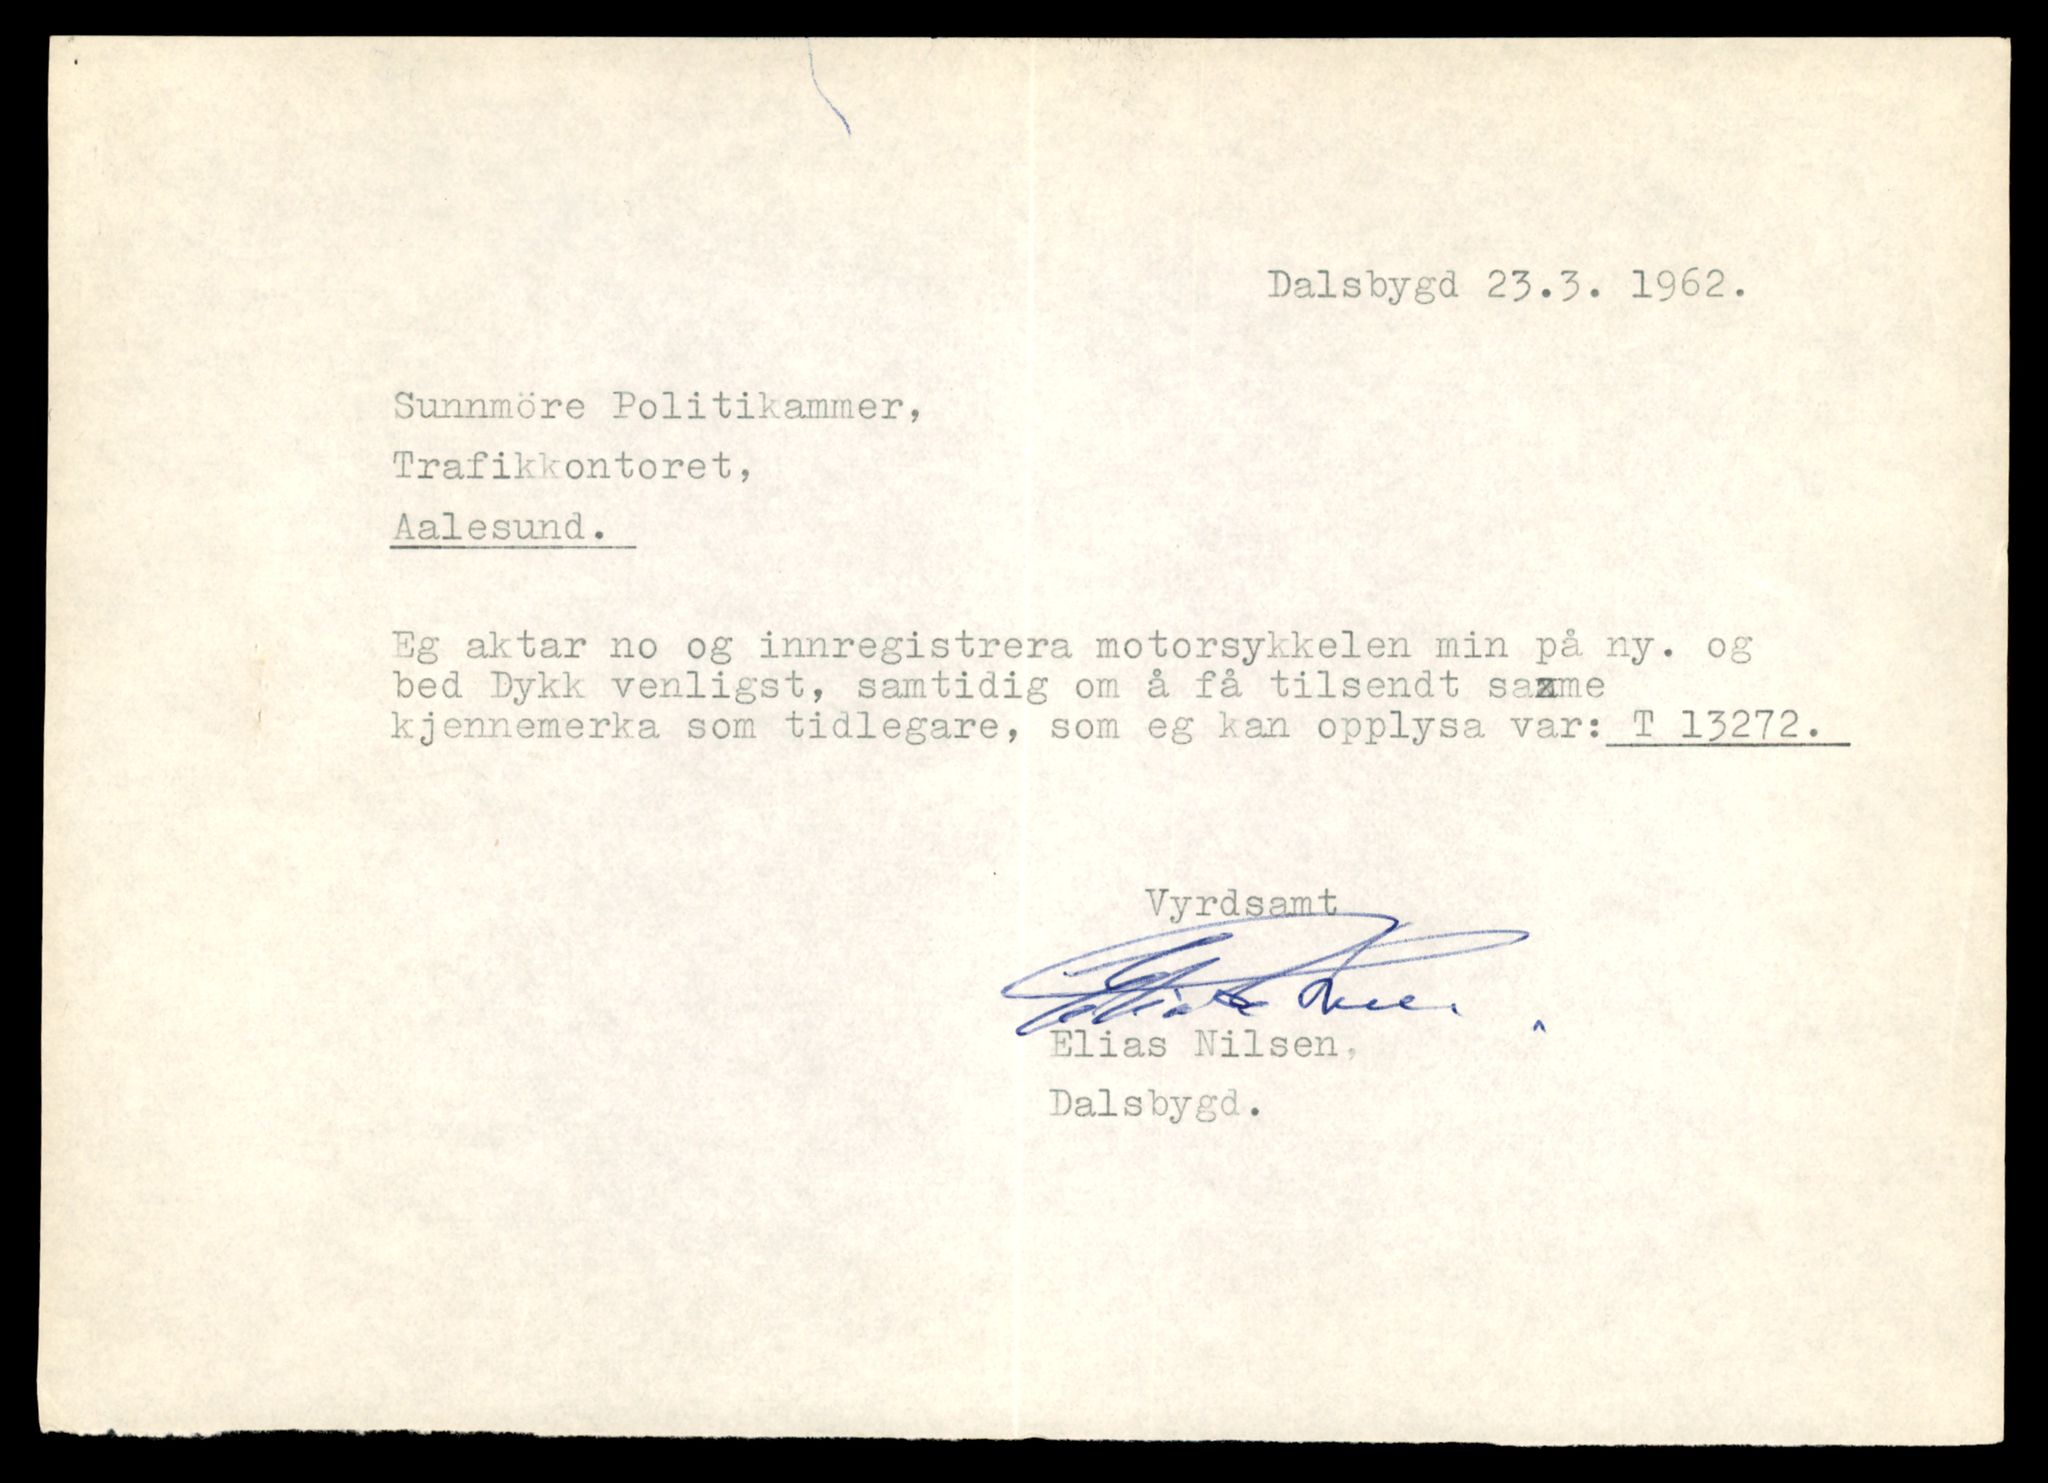 Dalsbygd 23.3. 1962.
Sunnmöre Politikammer,
Trafikkontoret,
Aalesund.
Eg aktar no og innregistrera motorsykkelen min på ny. og
bed Dykk venligst, samtidig om å få tilsendt samme
kjennemerka som tidlegare, som eg kan opplysa var: T 13272.
Vyrdsamt
Elias Nilsen
Elias Nilsen,
Dalsbygd.